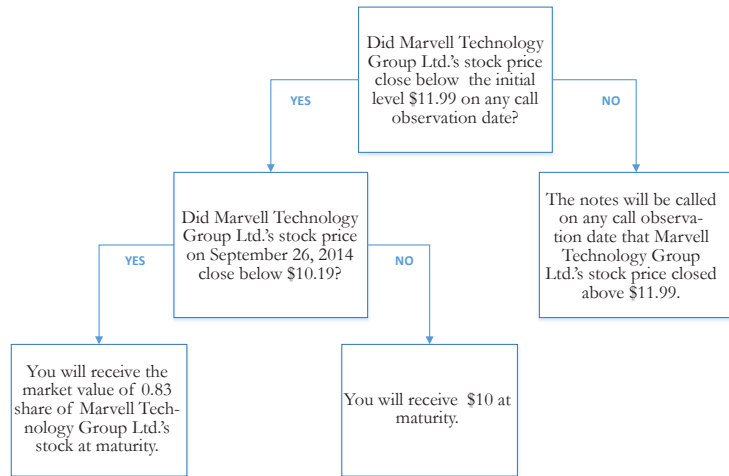 Did Marvell Technology
Group Ltd.'s stock price
close below the initial
level $11.99 on any call
observation date?
YES
NO
Did Marvell Technology
Group Ltd.'s stock price
on September 26, 2014
close below $10.19?
The notes will be called
on any call observa-
tion date that Marvell
Technology Group
Ltd.'s stock price closed
above $11.99.
YES
NO
You will receive the
market value of 0.83
share of Marvell Tech-
nology Group Ltd.'s
stock at maturity.
You will receive $10 at
maturity.